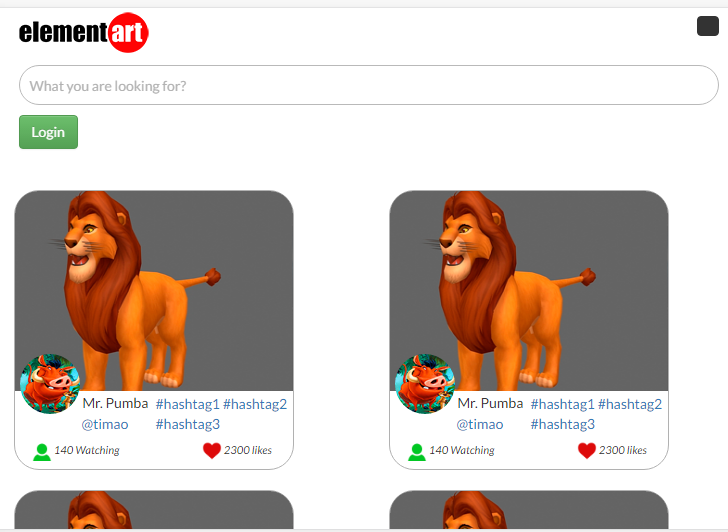 elementart
What you are looking for?
Login
Mr. Pumba #hashtag1 #hashtag2
@timao #hashtag3
140 Watching 2300 likes
Mr. Pumba #hashtag1 #hashtag2
@timao #hashtag3
140 Watching 2300 likes